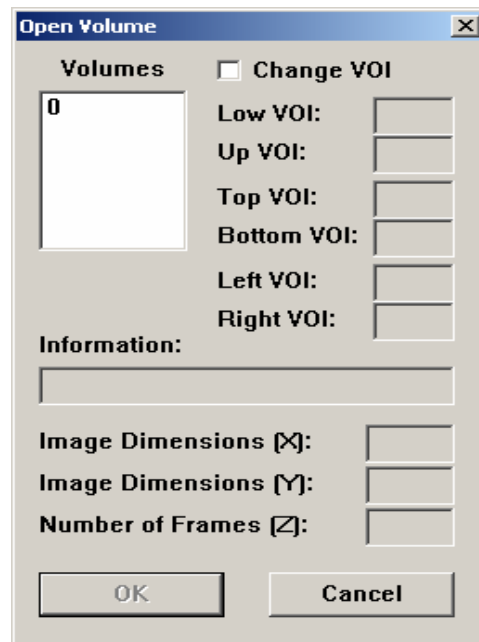 Open Volume
Volumes
Change VOI
0
Low VOI:
Up VOI:
Top VOI:
Bottom VOI:
Left VOI:
Right VOI:
Information:
Image Dimensions (X):
Image Dimensions (Y):
Number of Frames (Z):
OK
Cancel